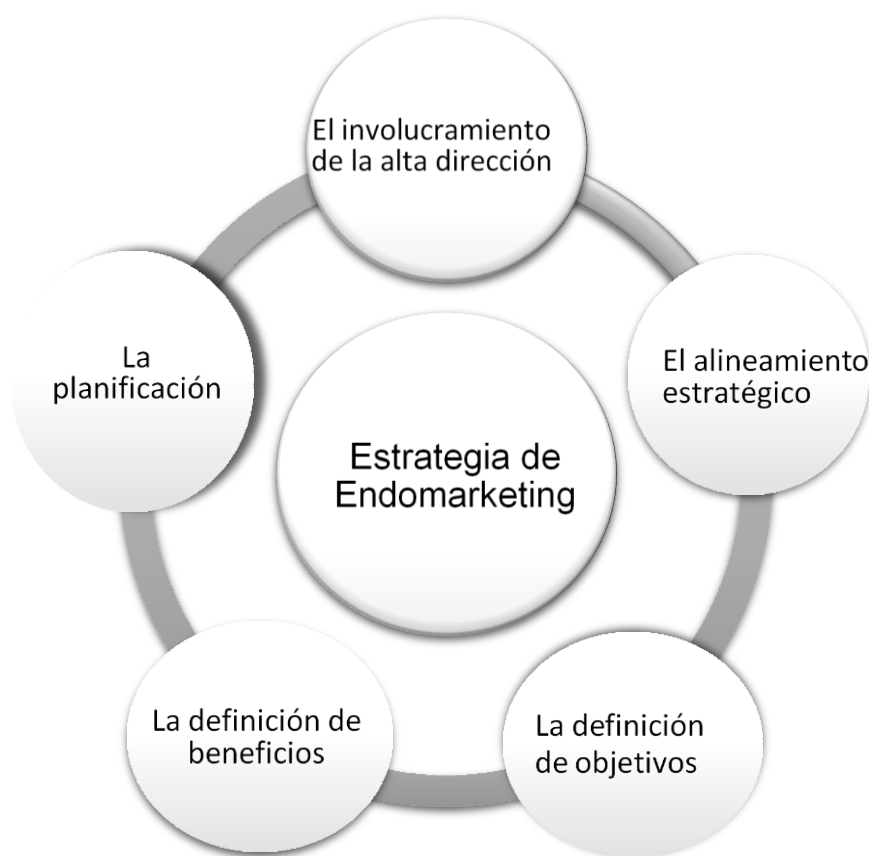 El involucramiento
de la alta dirección
El alineamiento
estratégico
La definición
de objetivos
La definición de
beneficios
La
planificación
Estrategia de
Endomarketing